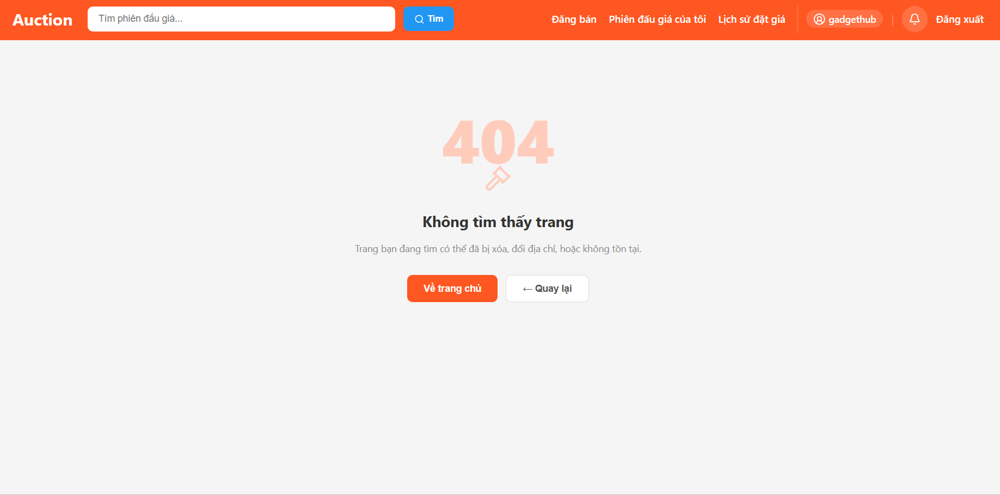 Auction
Tìm phiên đấu giá...
Tìm
Đăng bán
Phiên đấu giá của tôi
Lịch sử đặt giá
gadgethub
|
Đăng xuất
404
Không tìm thấy trang
Trang bạn đang tìm có thể đã bị xóa, đổi địa chỉ, hoặc không tồn tại.
Về trang chủ
← Quay lại